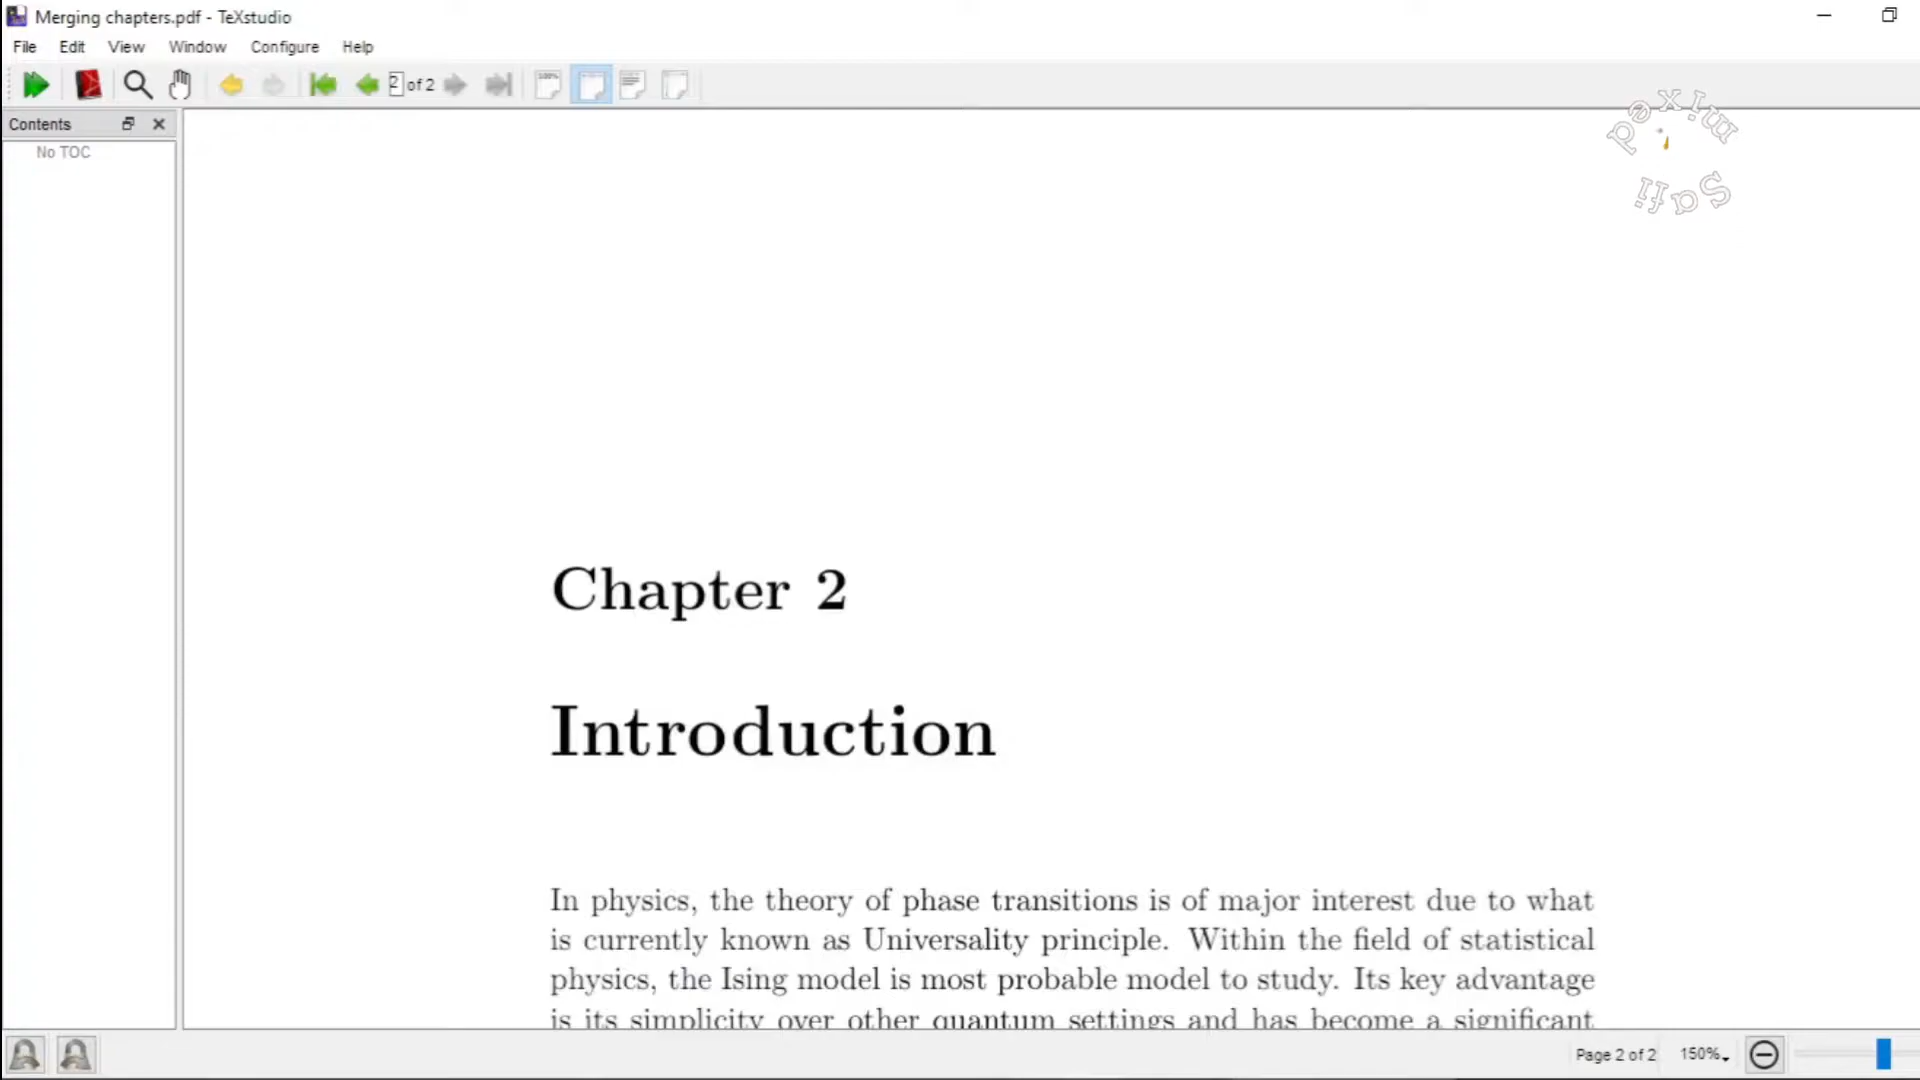 Merging chapters.pdf - TeXstudio
File Edit View Window Configure Help
2 of 2
100%
Contents
No TOC
mixed
Safi
Chapter 2
Introduction
In physics, the theory of phase transitions is of major interest due to what
is currently known as Universality principle. Within the field of statistical
physics, the Ising model is most probable model to study. Its key advantage
is its simplicity over other quantum settings and has become a significant
Page 2 of 2 150%